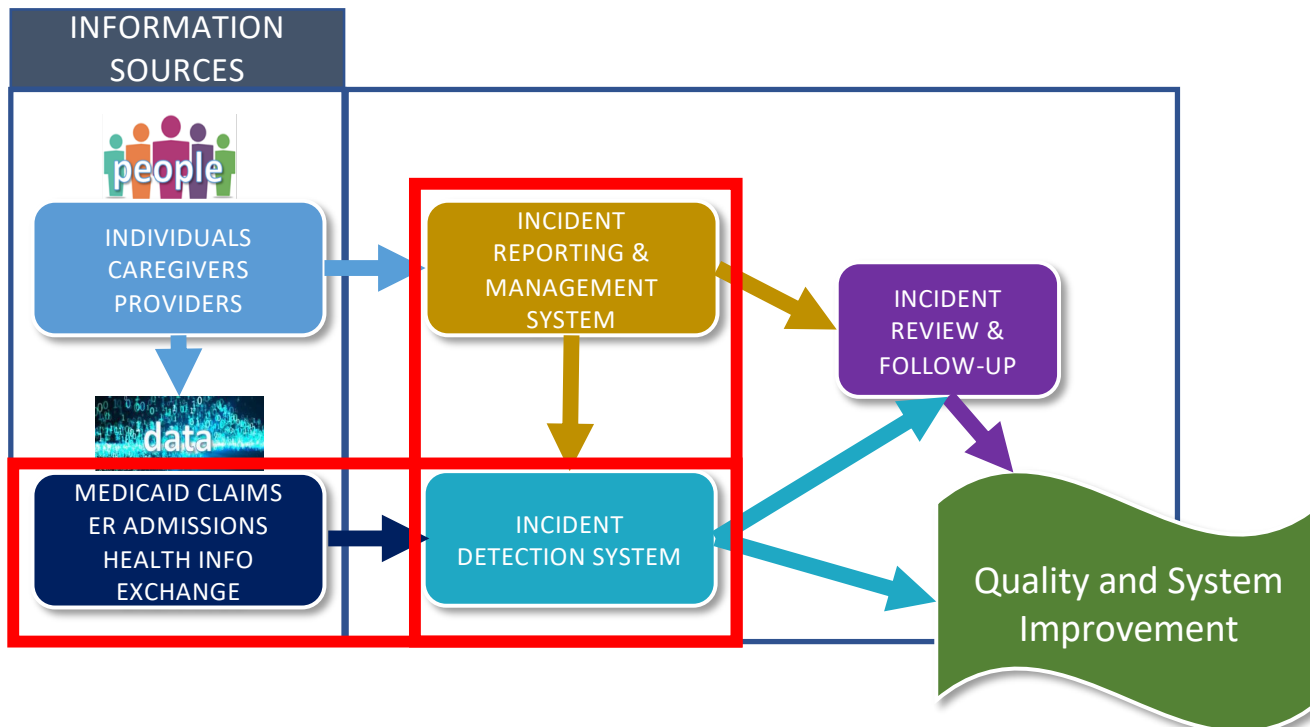 INFORMATION
SOURCES
people
INDIVIDUALS
CAREGIVERS
PROVIDERS
data
MEDICAID CLAIMS
ER ADMISSIONS
HEALTH INFO
EXCHANGE
INCIDENT
REPORTING &
MANAGEMENT
SYSTEM
INCIDENT
DETECTION SYSTEM
INCIDENT
REVIEW &
FOLLOW-UP
Quality and System
Improvement